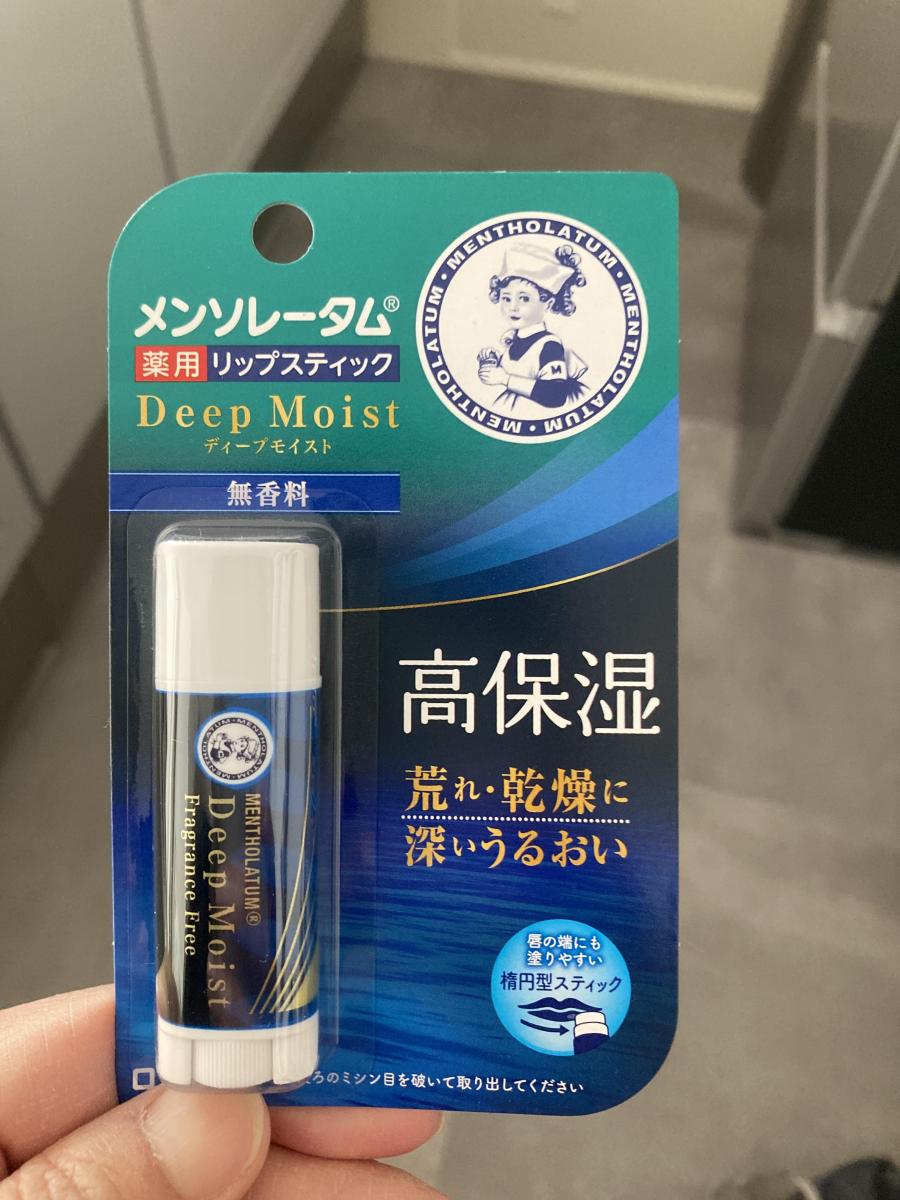 メンソレータム®
薬用 リップスティック
Deep Moist
ディープモイスト
無香料
MENTHOLATUM・MENTHOLATUM・MENTHOLATUM・MENTHOLATUM・
M
高保湿
荒れ・乾燥に
深いうるおい
唇の端にも
塗りやすい
楕円型スティック
MENTHOLATUM・MENTHOLATUM
MENTHOLATUM®
Deep Moist
Fragrance Free
ろのミシン目を破いて取り出してください